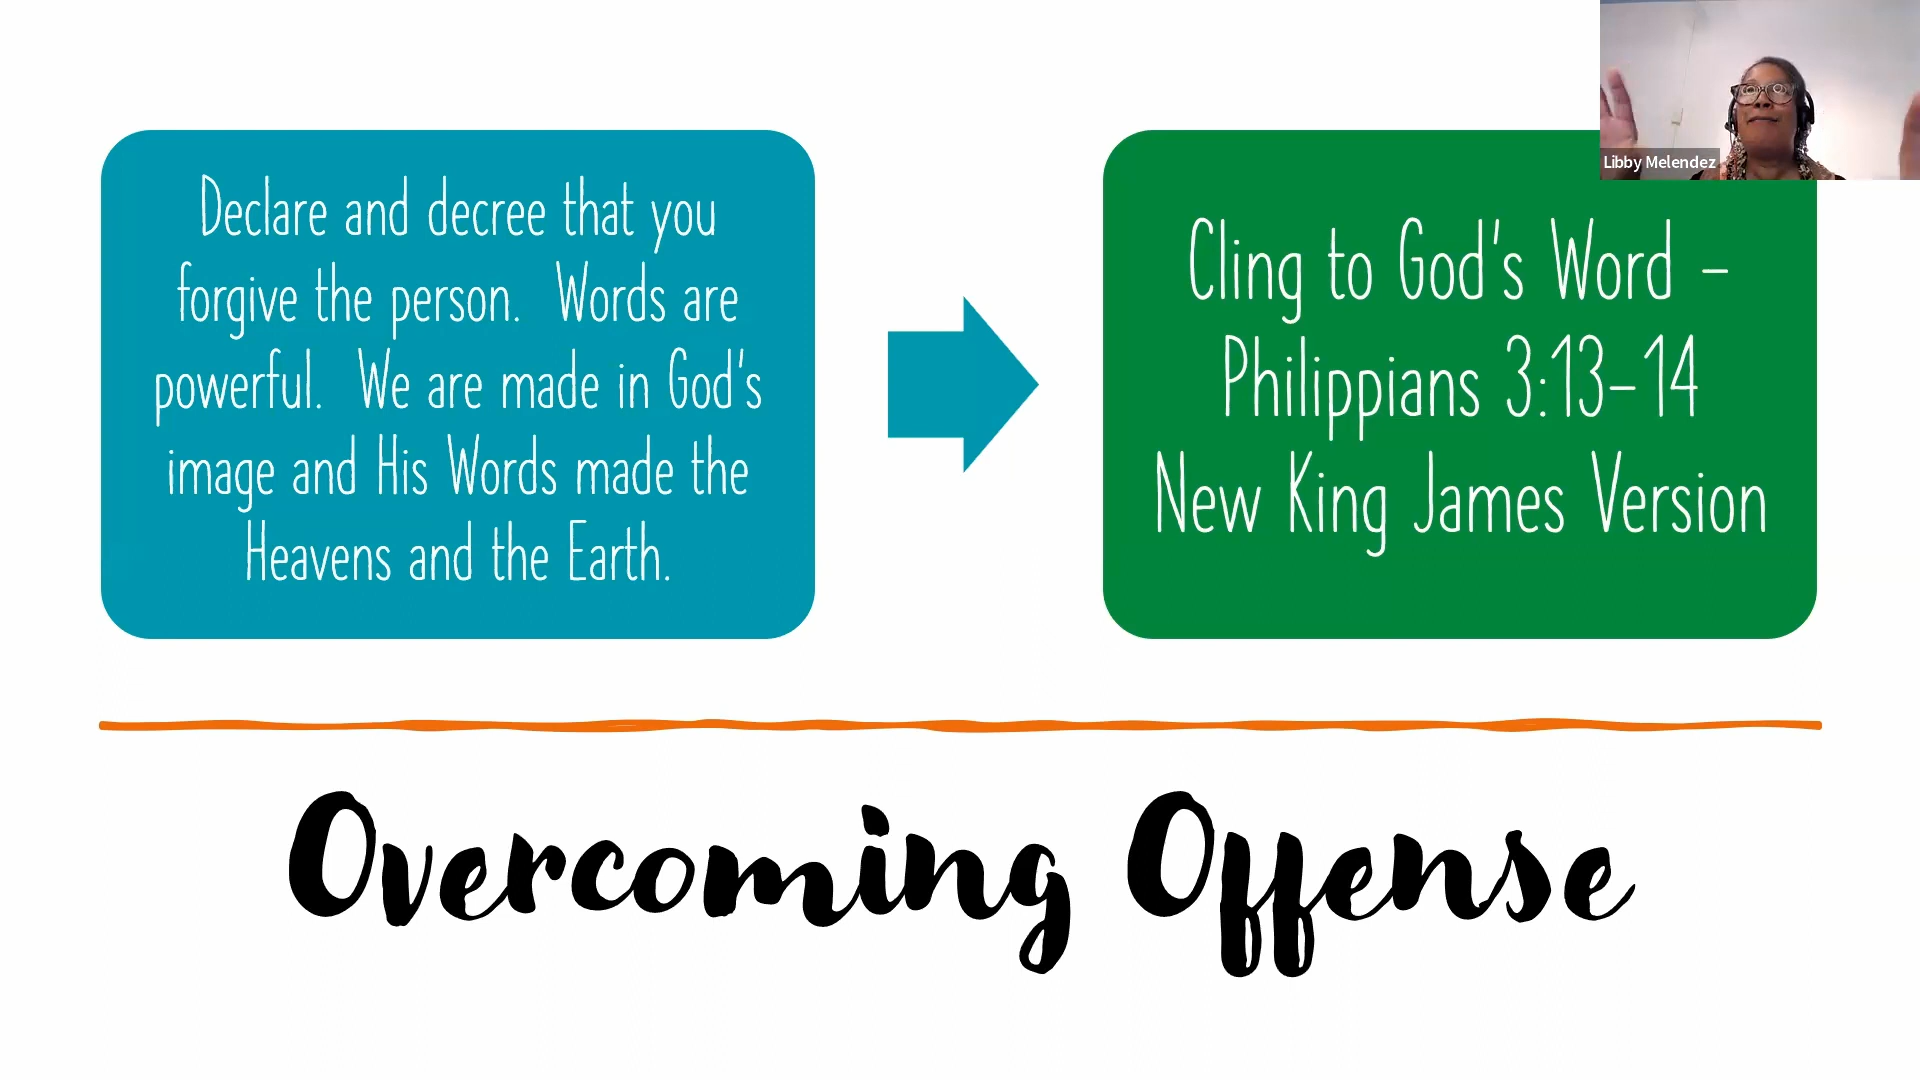 Declare and decree that you
forgive the person. Words are
powerful. We are made in God's
image and His Words made the
Heavens and the Earth.
Cling to God's Word –
Philippians 3:13–14
New King James Version
Libby Melendez
Overcoming Offense